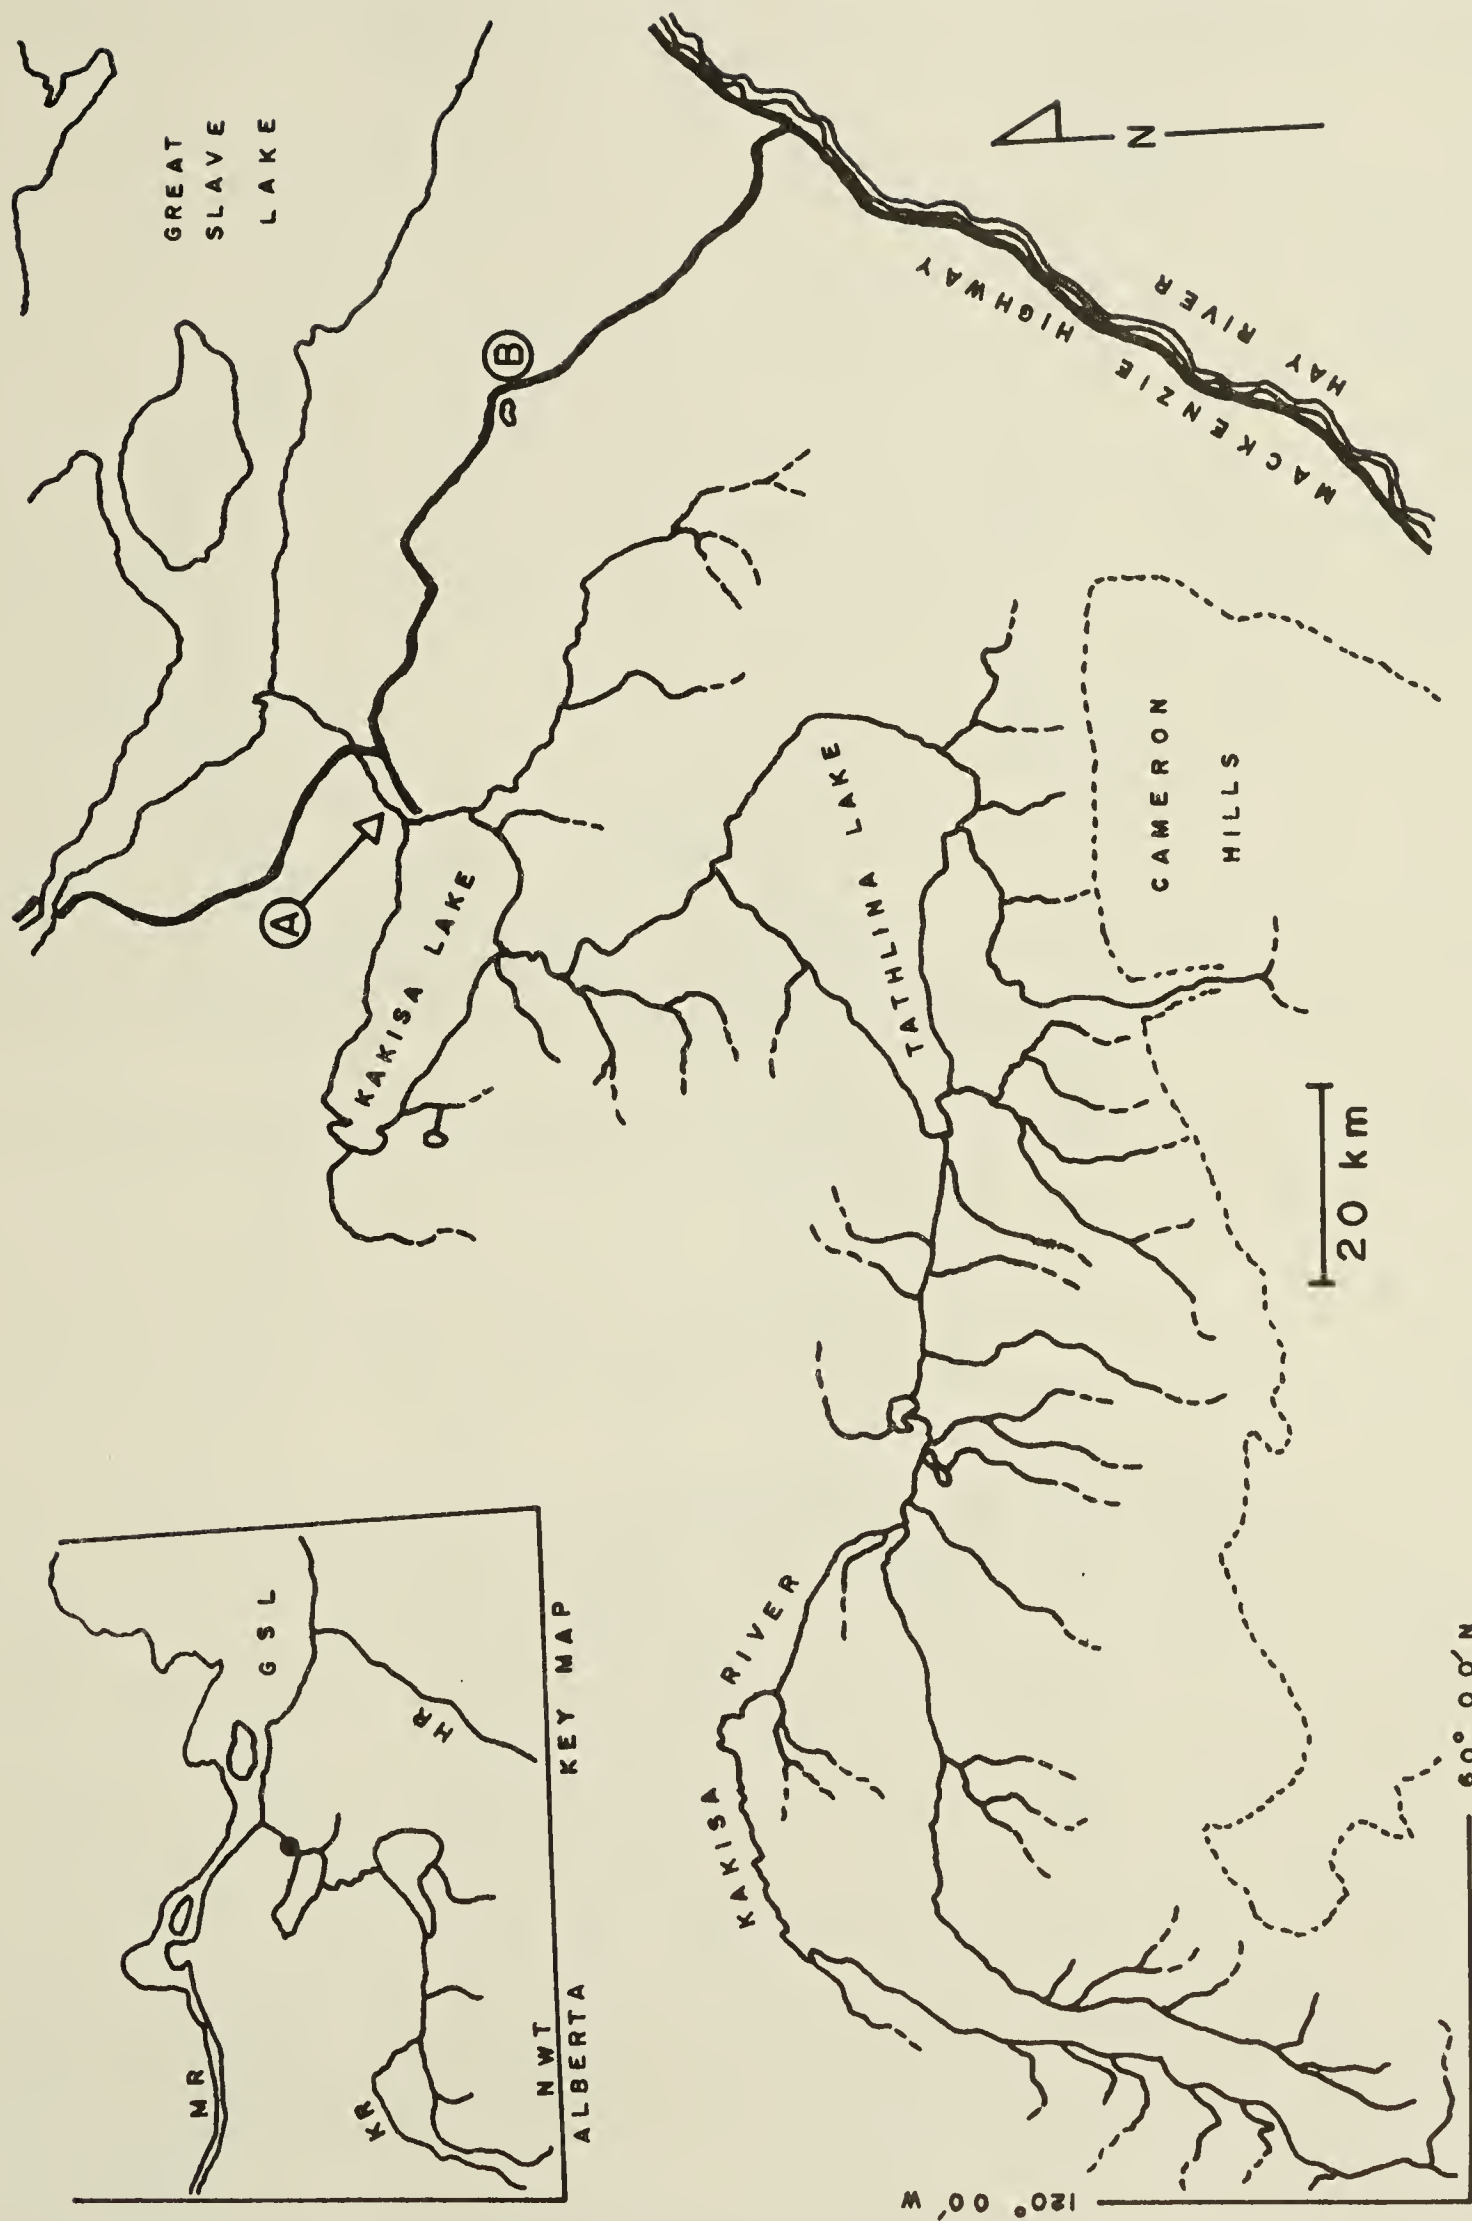 GREAT
SLAVE
LAKE
N
A
B
KAKISA LAKE
MACKENZIE HIGHWAY
HAY RIVER
TATHLINA LAKE
CAMERON
HILLS
20 km
KAKISA RIVER
60° 00' N
120° 00' W
GSL
MR
HR
KR
NWT
ALBERTA
KEY MAP